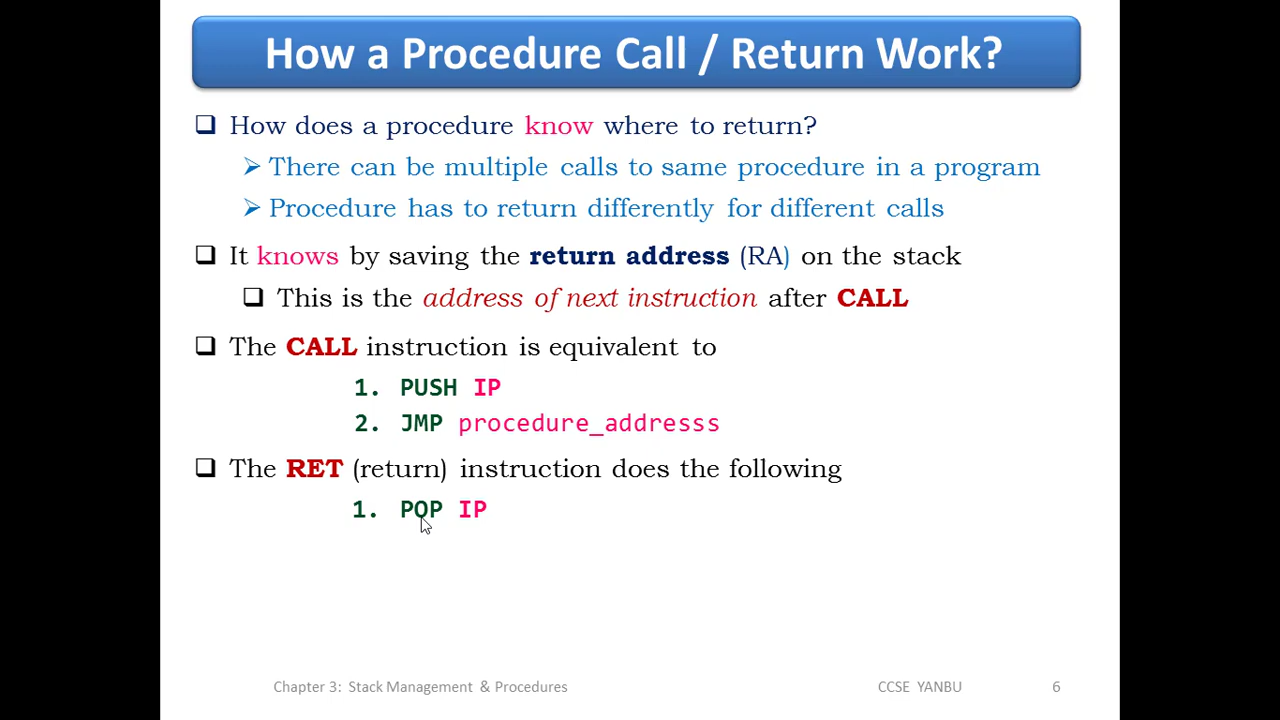 How a Procedure Call / Return Work?
How does a procedure know where to return?
There can be multiple calls to same procedure in a program
Procedure has to return differently for different calls
It knows by saving the return address (RA) on the stack
This is the address of next instruction after CALL
The CALL instruction is equivalent to
1. PUSH IP
2. JMP procedure_addresss
The RET (return) instruction does the following
1. POP IP
Chapter 3: Stack Management & Procedures CCSE YANBU 6